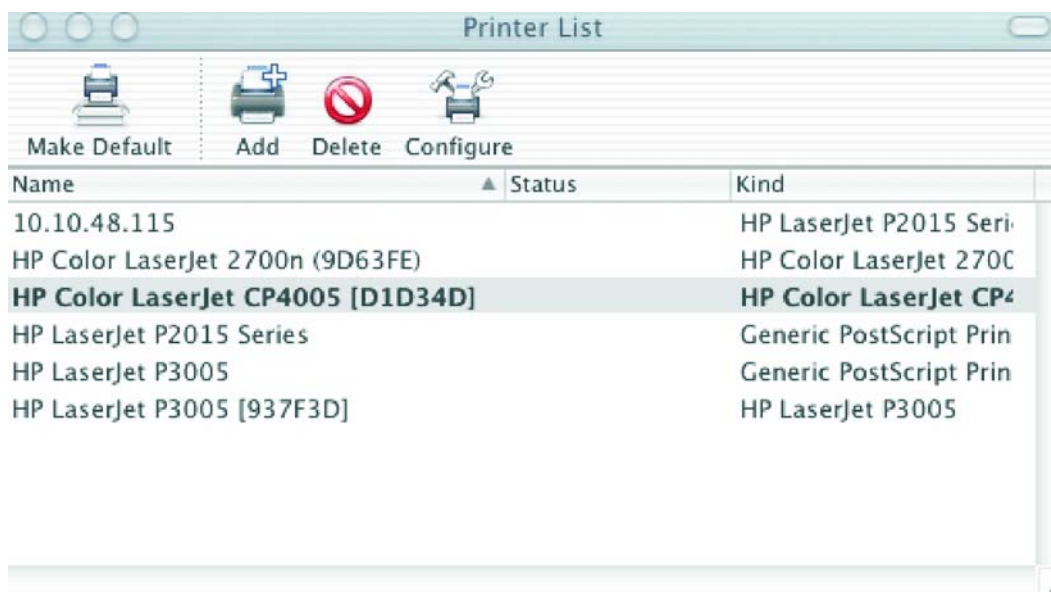 Printer List
Make Default Add Delete Configure
Name Status Kind
10.10.48.115 HP LaserJet P2015 Seri
HP Color LaserJet 2700n (9D63FE) HP Color LaserJet 270
HP Color LaserJet CP4005 [D1D34D] HP Color LaserJet CP4
HP LaserJet P2015 Series Generic PostScript Prin
HP LaserJet P3005 Generic PostScript Prin
HP LaserJet P3005 [937F3D] HP LaserJet P3005